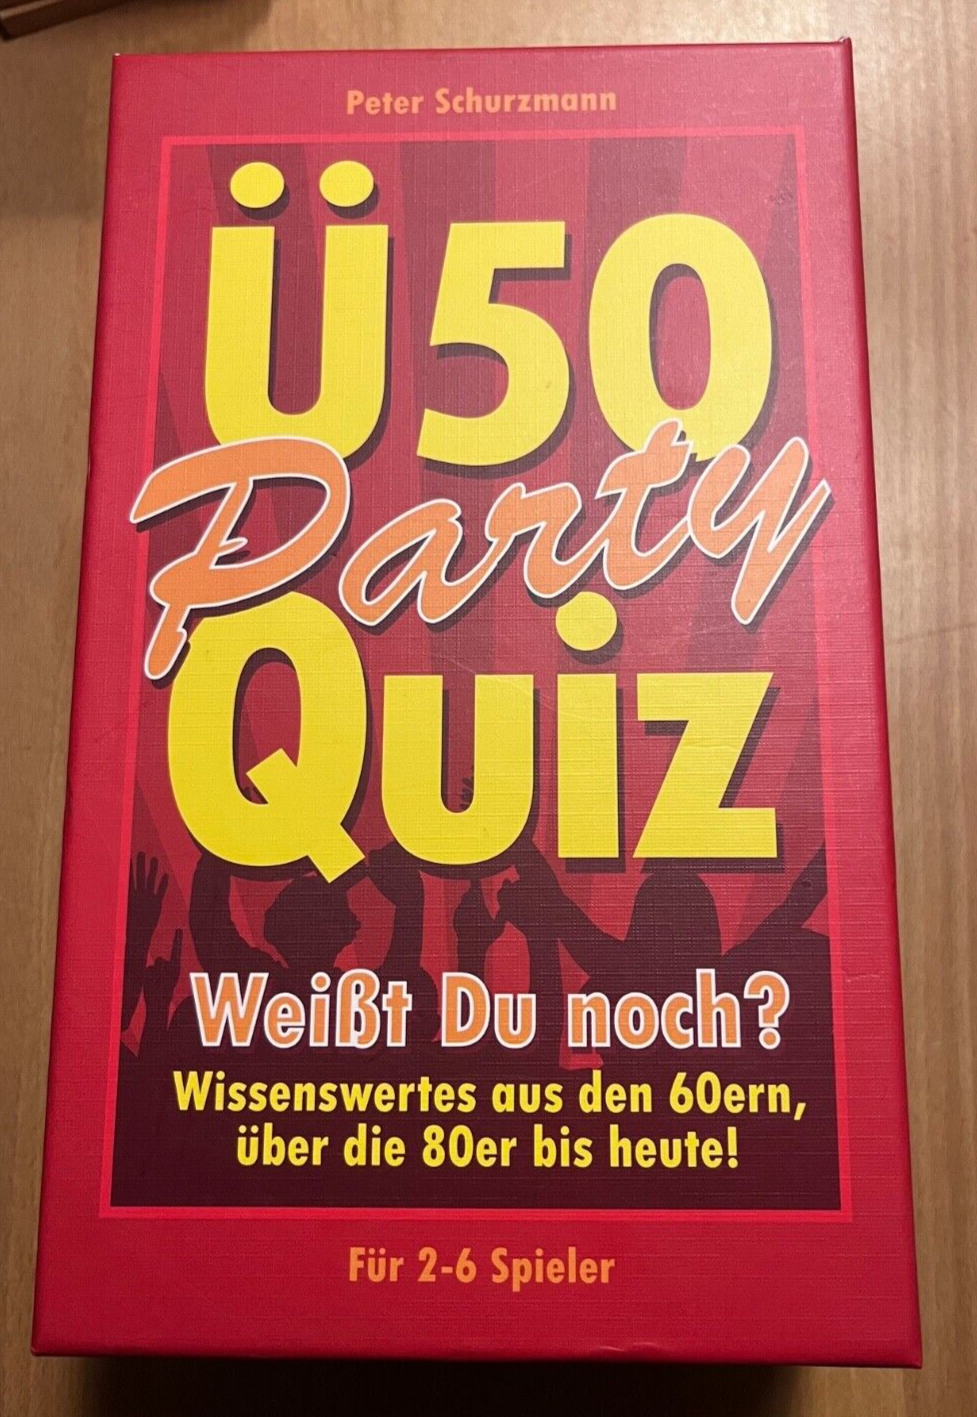 Peter Schurzmann
Ü50
Party
Quiz
Weißt Du noch?
Wissenswertes aus den 60ern,
über die 80er bis heute!
Für 2-6 Spieler